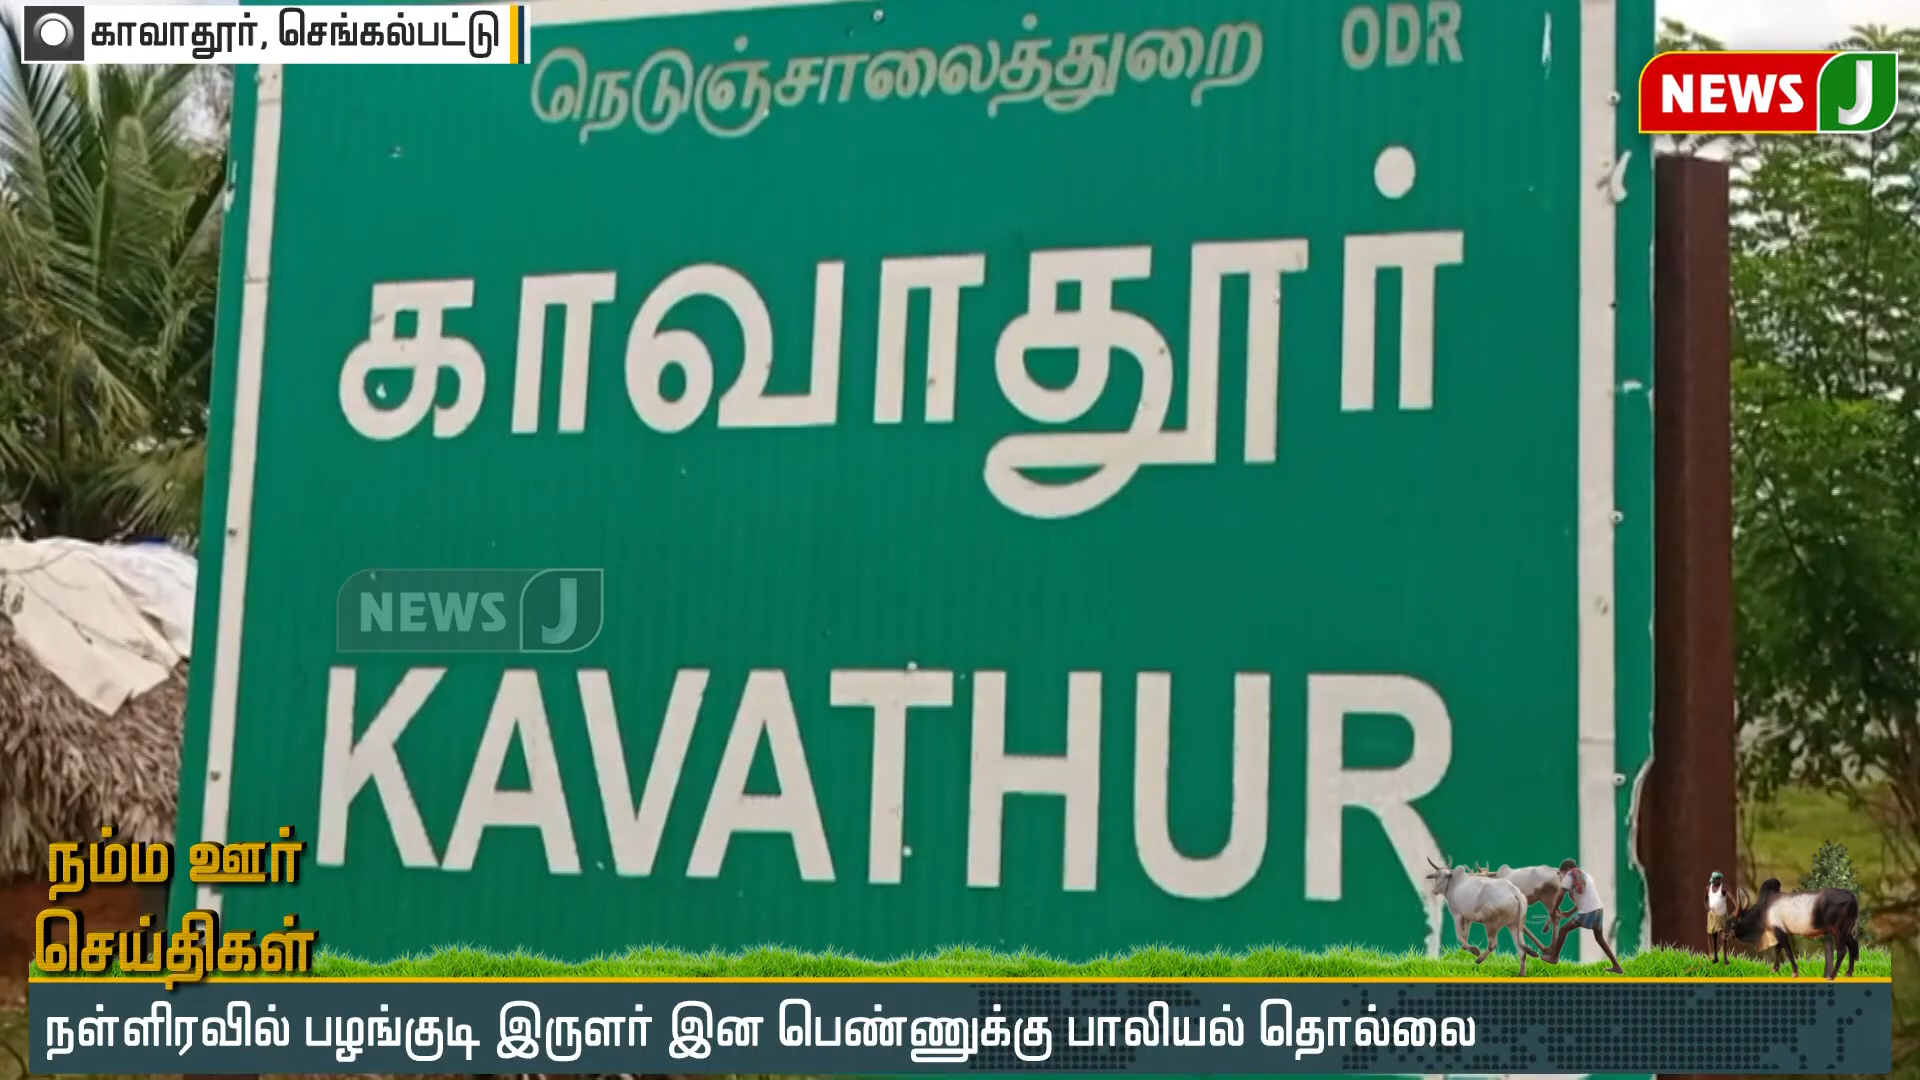 காவாதூர், செங்கல்பட்டு
நெடுஞ்சாலைத்துறை ODR
NEWS J
காவாதூர்
NEWS J
KAVATHUR
நம்ம ஊர்
செய்திகள்
நள்ளிரவில் பழங்குடி இருளர் இன பெண்ணுக்கு பாலியல் தொல்லை